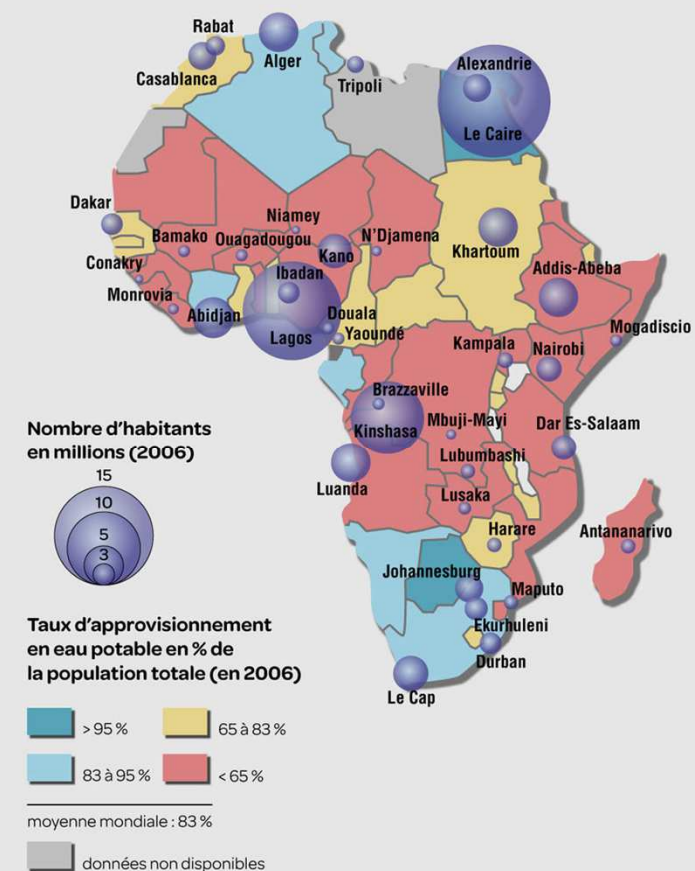 Rabat
Alger
Casablanca
Tripoli
Alexandrie
Le Caire
Dakar
Niamey
Bamako
Ouagadougou
N'Djamena
Kano
Khartoum
Conakry
Ibadan
Addis-Abeba
Monrovia
Abidjan
Douala
Lagos
Yaoundé
Mogadiscio
Kampala
Nairobi
Brazzaville
Kinshasa
Mbuji-Mayi
Dar Es-Salaam
Lubumbashi
Luanda
Lusaka
Harare
Antananarivo
Johannesburg
Maputo
Ekurhuleni
Durban
Le Cap
Nombre d'habitants
en millions (2006)
15
10
5
3
Taux d'approvisionnement
en eau potable en % de
la population totale (en 2006)
> 95 %
65 à 83 %
83 à 95 %
< 65 %
moyenne mondiale : 83 %
données non disponibles